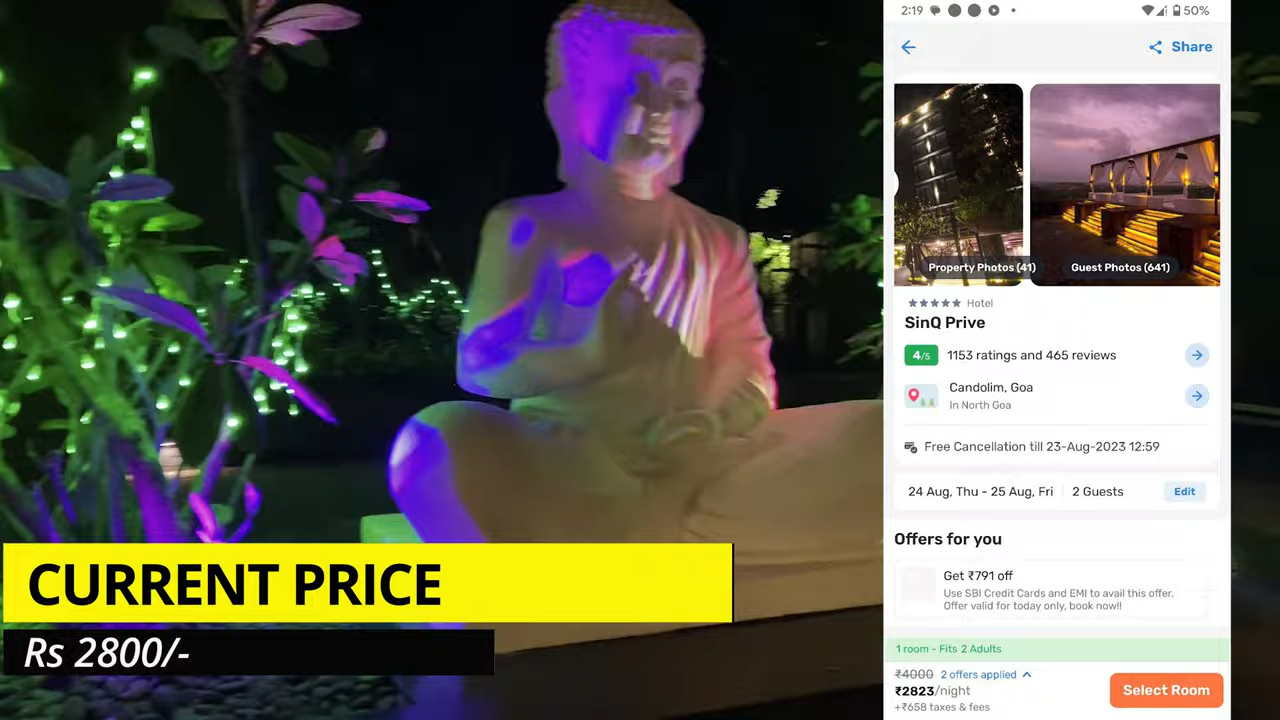 CURRENT PRICE
Rs 2800/-
2:19
50%
Share
Property Photos (41)
Guest Photos (641)
Hotel
SinQ Prive
4/5
1153 ratings and 465 reviews
Candolim, Goa
In North Goa
Free Cancellation till 23-Aug-2023 12:59
24 Aug, Thu - 25 Aug, Fri
2 Guests
Edit
Offers for you
Get ₹791 off
Use SBI Credit Cards and EMI to avail this offer.
Offer valid for today only, book now!!
1 room - Fits 2 Adults
₹4000 2 offers applied
₹2823/night
+₹658 taxes & fees
Select Room